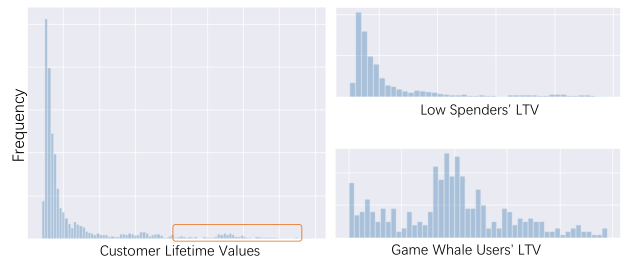 Frequency
Customer Lifetime Values
Low Spenders' LTV
Game Whale Users' LTV